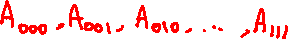 A₀₀₀, A₀₀₁, A₀₁₀, ..., A₁₁₁